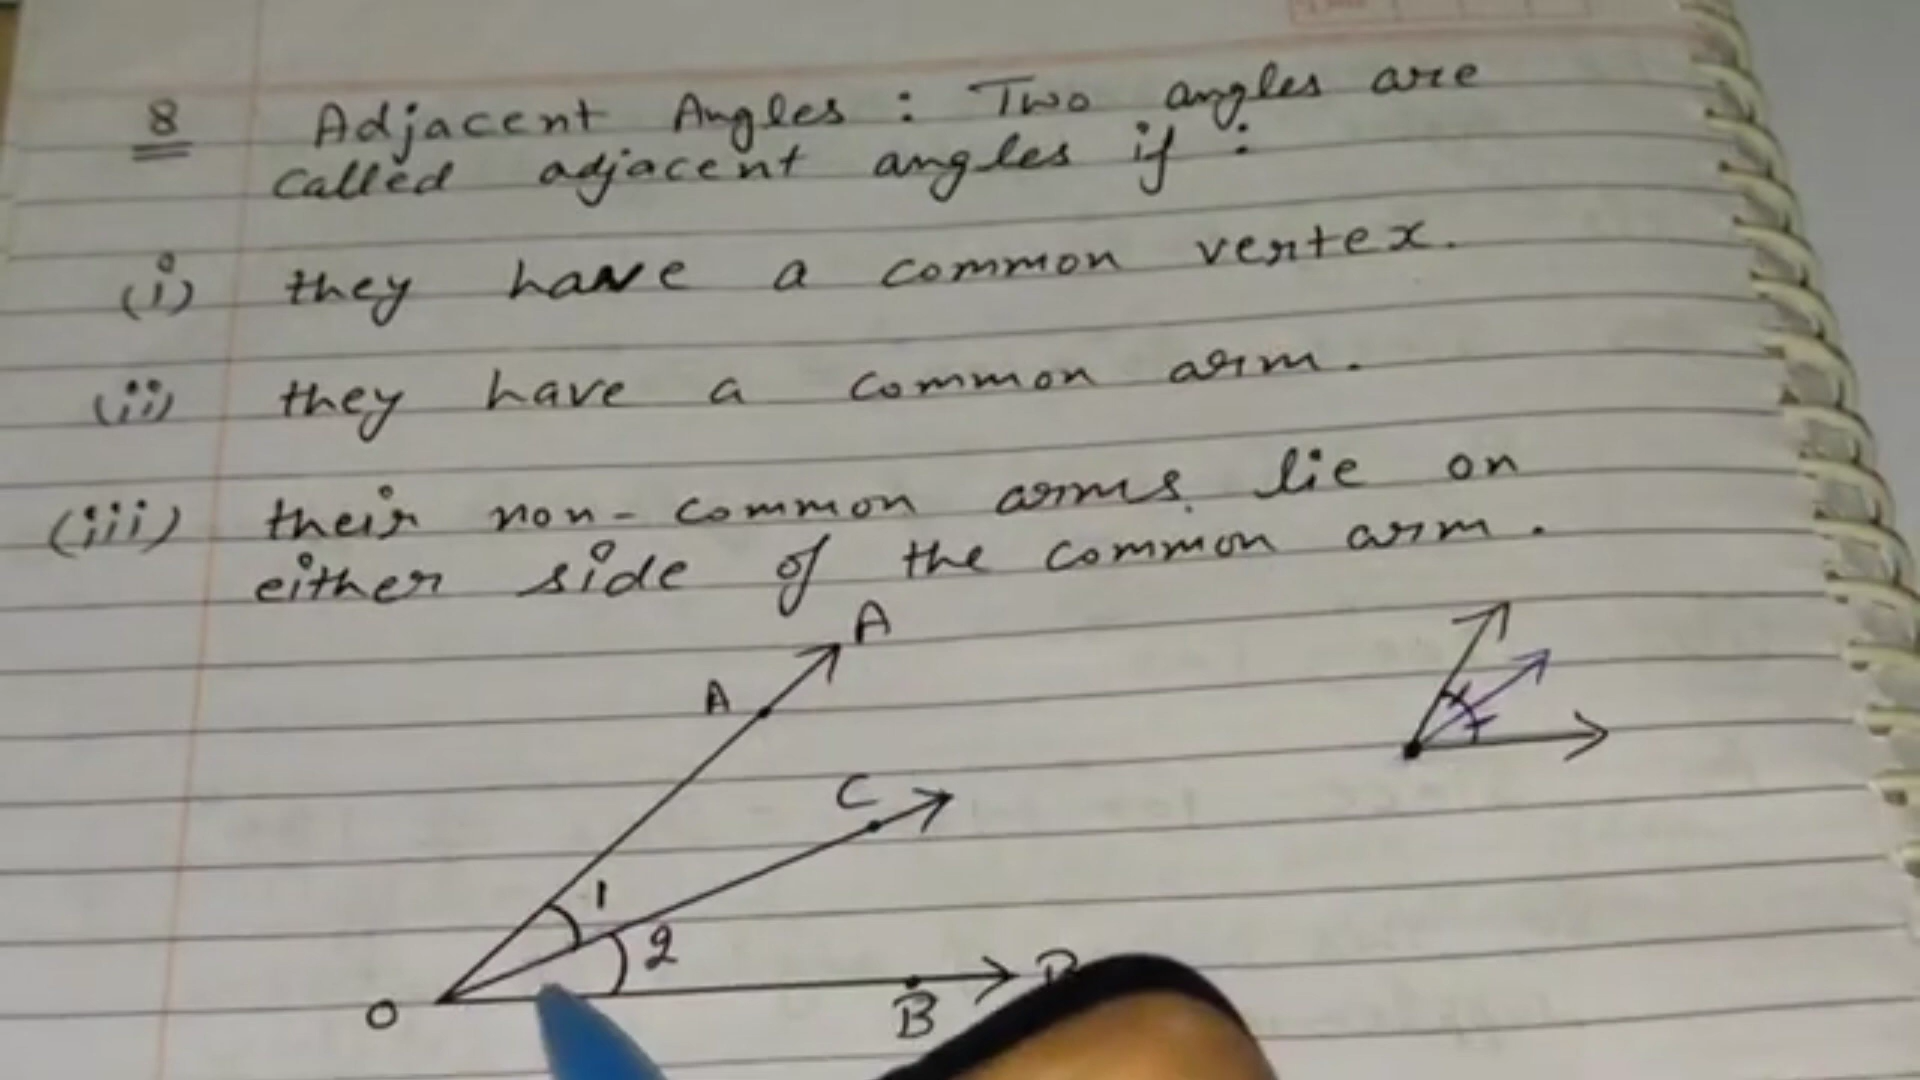 8 Adjacent Angles : Two angles are
called adjacent angles if :
(i) they have a common vertex.
(ii) they have a common arm.
(iii) their non-common arms lie on
either side of the common arm.
A
A
C
1
2
O
B